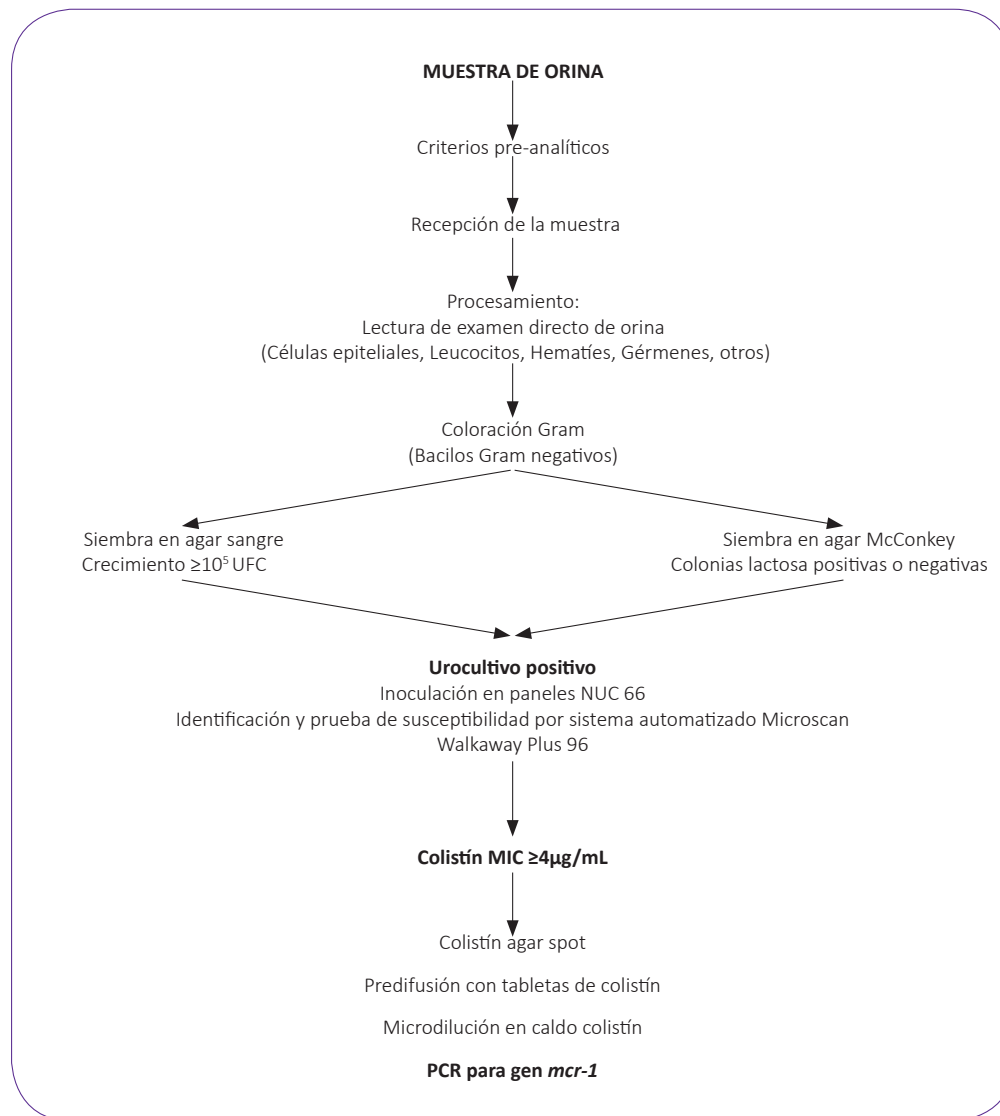 MUESTRA DE ORINA
Criterios pre-analíticos
Recepción de la muestra
Procesamiento:
Lectura de examen directo de orina
(Células epiteliales, Leucocitos, Hematíes, Gérmenes, otros)
Coloración Gram
(Bacilos Gram negativos)
Siembra en agar sangre
Crecimiento ≥10⁵ UFC
Siembra en agar McConkey
Colonias lactosa positivas o negativas
Urocultivo positivo
Inoculación en paneles NUC 66
Identificación y prueba de susceptibilidad por sistema automatizado Microscan
Walkaway Plus 96
Colistín MIC ≥4µg/mL
Colistín agar spot
Predifusión con tabletas de colistín
Microdilución en caldo colistín
PCR para gen mcr-1